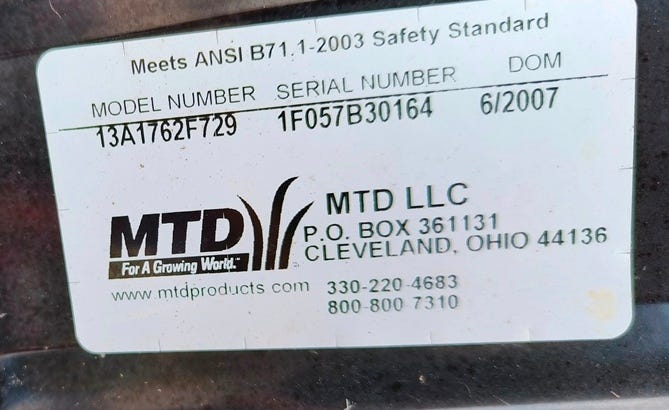 Meets ANSI B71.1-2003 Safety Standard
MODEL NUMBER SERIAL NUMBER DOM
13A1762F729 1F057B30164 6/2007
MTD
For A Growing World.™
www.mtdproducts com
MTD LLC
P.O. BOX 361131
CLEVELAND, OHIO 44136
330-220-4683
800-800 7310